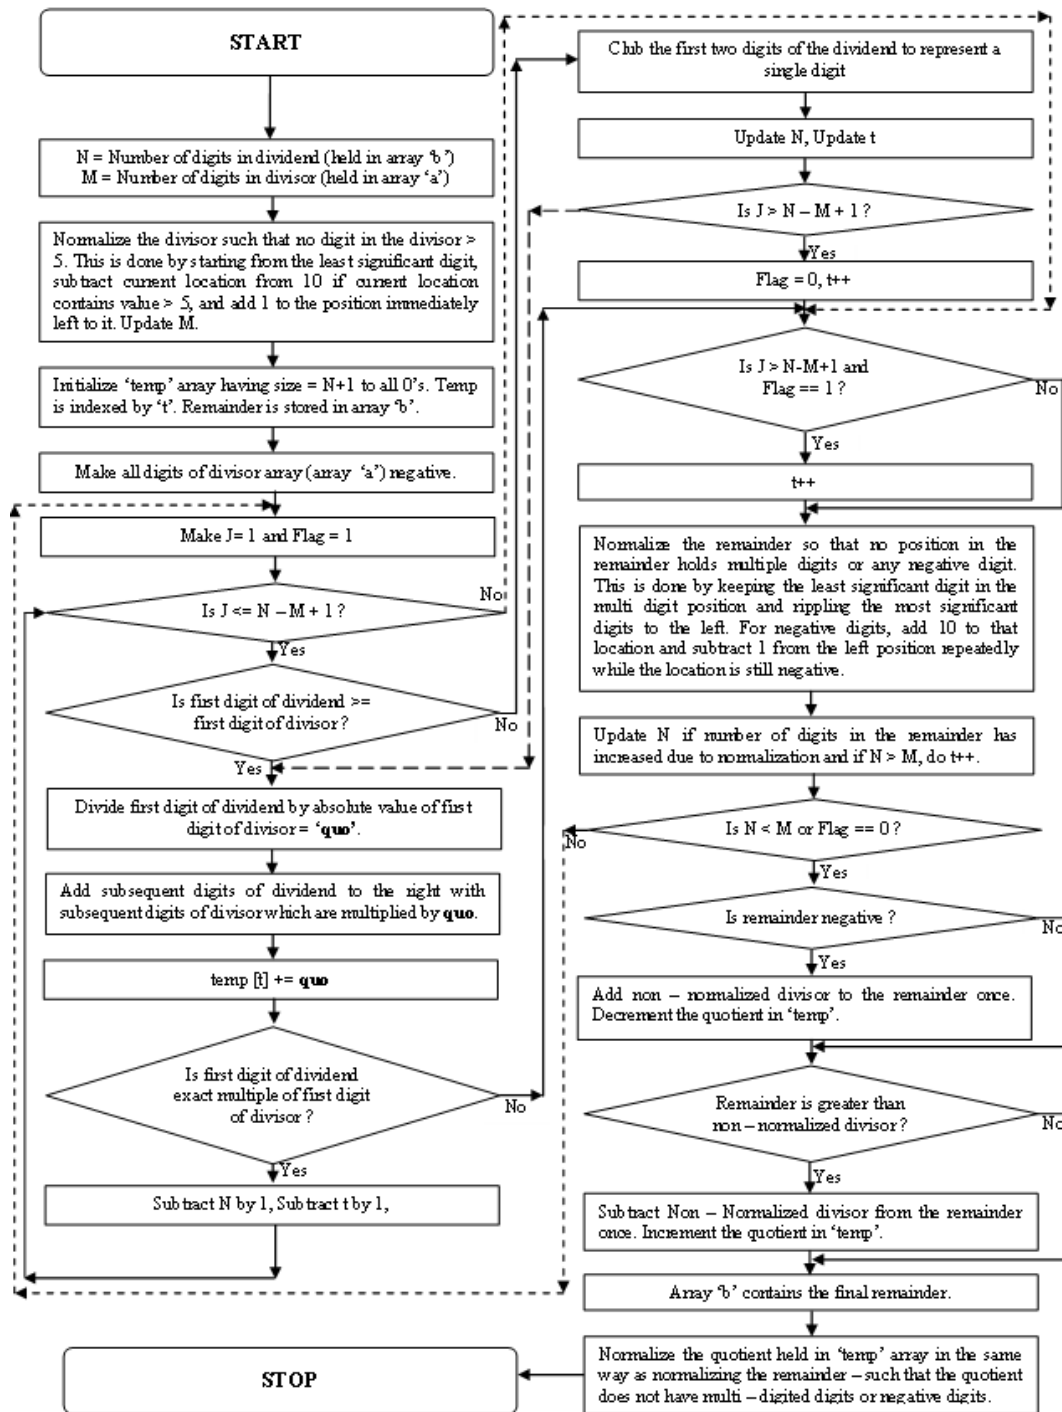 START
N = Number of digits in dividend (held in array ‘b’)
M = Number of digits in divisor (held in array ‘a’)
Normalize the divisor such that no digit in the divisor >
5. This is done by starting from the least significant digit,
subtract current location from 10 if current location
contains value > 5, and add 1 to the position immediately
left to it. Update M.
Initialize ‘temp’ array having size = N+1 to all 0’s. Temp
is indexed by ‘t’. Remainder is stored in array ‘b’.
Make all digits of divisor array (array ‘a’) negative.
Make J= 1 and Flag = 1
Is J <= N – M + 1 ?
No
Yes
Is first digit of dividend >=
first digit of divisor ?
No
Yes
Divide first digit of dividend by absolute value of first
digit of divisor = ‘quo’.
Add subsequent digits of dividend to the right with
subsequent digits of divisor which are multiplied by quo.
temp [t] += quo
Is first digit of dividend
exact multiple of first digit
of divisor ?
No
Yes
Subtract N by 1, Subtract t by 1,
STOP
Club the first two digits of the dividend to represent a
single digit
Update N, Update t
Is J > N – M + 1 ?
Yes
Flag = 0, t++
Is J > N-M+1 and
Flag == 1 ?
No
Yes
t++
Normalize the remainder so that no position in the
remainder holds multiple digits or any negative digit.
This is done by keeping the least significant digit in the
multi digit position and rippling the most significant
digits to the left. For negative digits, add 10 to that
location and subtract 1 from the left position repeatedly
while the location is still negative.
Update N if number of digits in the remainder has
increased due to normalization and if N > M, do t++.
Is N < M or Flag == 0 ?
No
Yes
Is remainder negative ?
No
Yes
Add non – normalized divisor to the remainder once.
Decrement the quotient in ‘temp’.
Remainder is greater than
non – normalized divisor ?
No
Yes
Subtract Non – Normalized divisor from the remainder
once. Increment the quotient in ‘temp’.
Array ‘b’ contains the final remainder.
Normalize the quotient held in ‘temp’ array in the same
way as normalizing the remainder – such that the quotient
does not have multi – digited digits or negative digits.